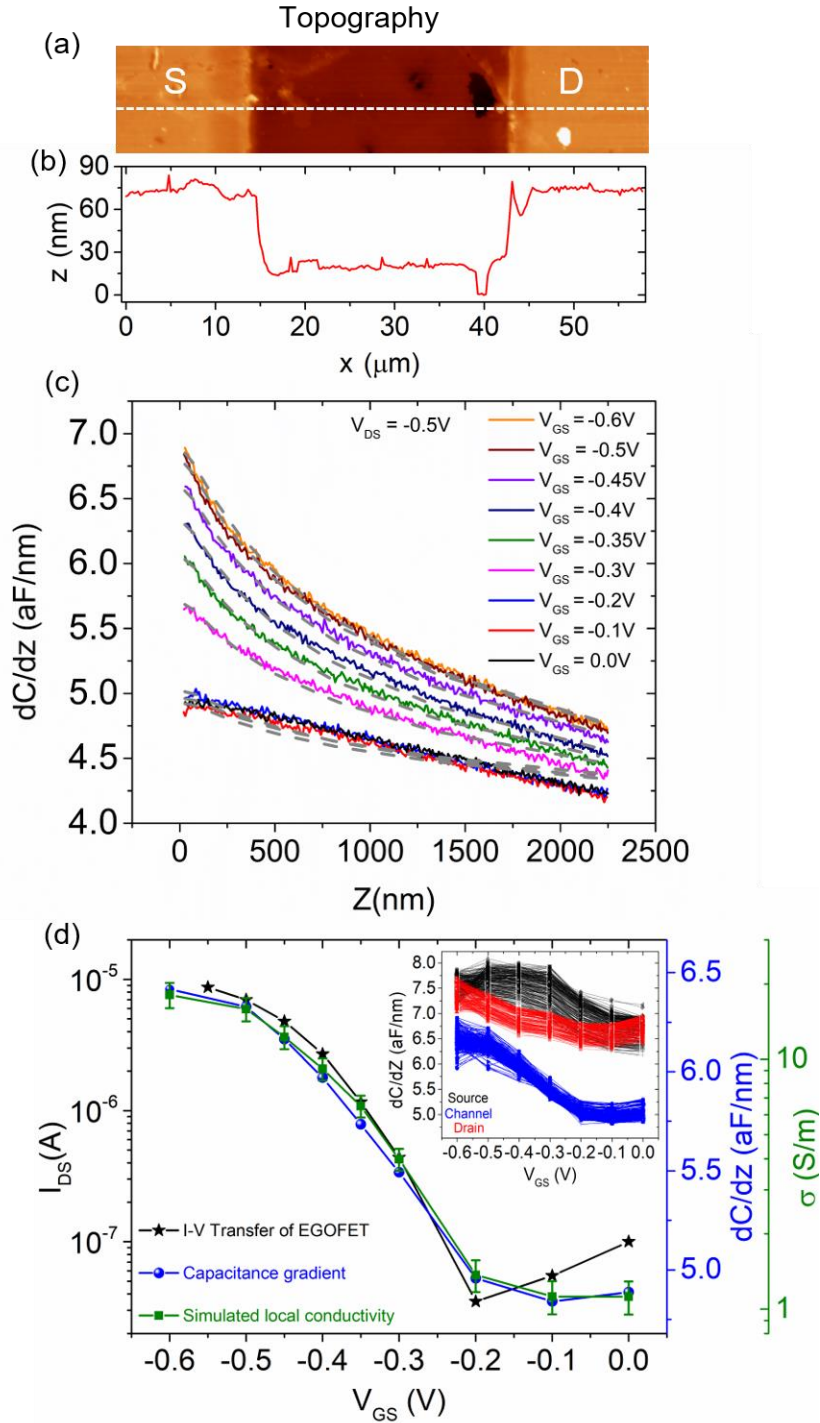 Topography
(a)
S
D
(b)
90
60
30
0
z (nm)
0 10 20 30 40 50
x (μm)
(c)
V_DS = -0.5V
V_GS = -0.6V
V_GS = -0.5V
V_GS = -0.45V
V_GS = -0.4V
V_GS = -0.35V
V_GS = -0.3V
V_GS = -0.2V
V_GS = -0.1V
V_GS = 0.0V
7.0
6.5
6.0
5.5
5.0
4.5
4.0
dC/dz (aF/nm)
0 500 1000 1500 2000 2500
Z(nm)
(d)
10⁻⁵
10⁻⁶
10⁻⁷
I_DS(A)
I-V Transfer of EGOFET
Capacitance gradient
Simulated local conductivity
-0.6 -0.5 -0.4 -0.3 -0.2 -0.1 0.0
V_GS (V)
8.0
7.5
7.0
6.5
6.0
5.5
5.0
dC/dZ (aF/nm)
Source
Channel
Drain
-0.6 -0.5 -0.4 -0.3 -0.2 -0.1 0.0
V_GS (V)
6.5
6.0
5.5
5.0
dC/dz (aF/nm)
10
1
σ (S/m)